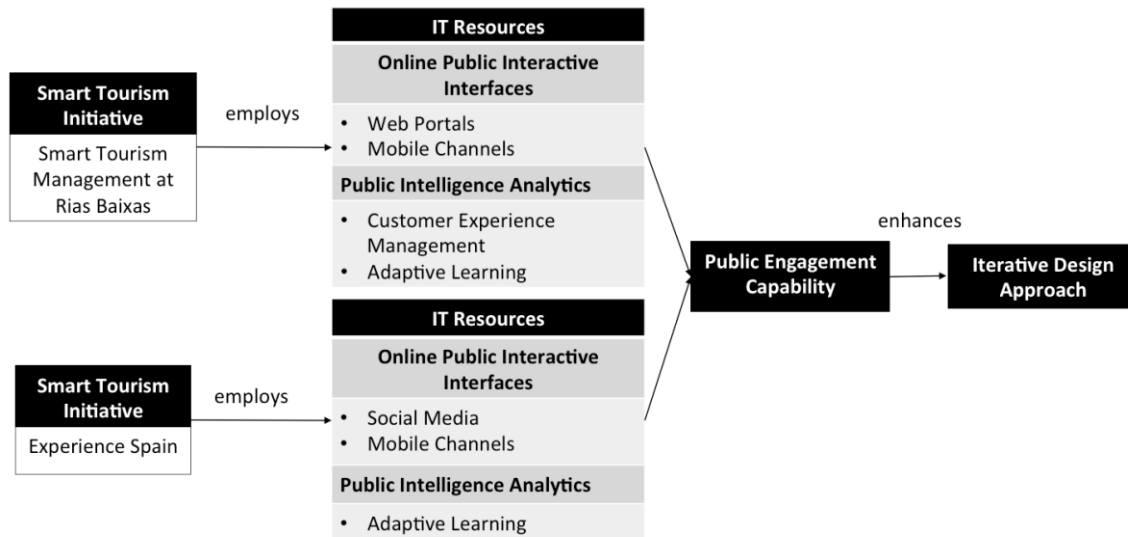 Smart Tourism
Initiative
Smart Tourism
Management at
Rias Baixas
employs
IT Resources
Online Public Interactive
Interfaces
• Web Portals
• Mobile Channels
Public Intelligence Analytics
• Customer Experience
Management
• Adaptive Learning
Smart Tourism
Initiative
Experience Spain
employs
IT Resources
Online Public Interactive
Interfaces
• Social Media
• Mobile Channels
Public Intelligence Analytics
• Adaptive Learning
Public Engagement
Capability
enhances
Iterative Design
Approach